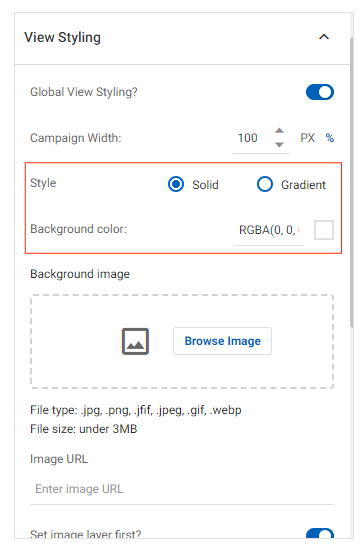 View Styling
Global View Styling?
Campaign Width: 100 PX %
Style Solid Gradient
Background color: RGBA(0, 0,
Background image
Browse Image
File type: .jpg, .png, .jfif, .jpeg, .gif, .webp
File size: under 3MB
Image URL
Enter image URL
Set image layer first?